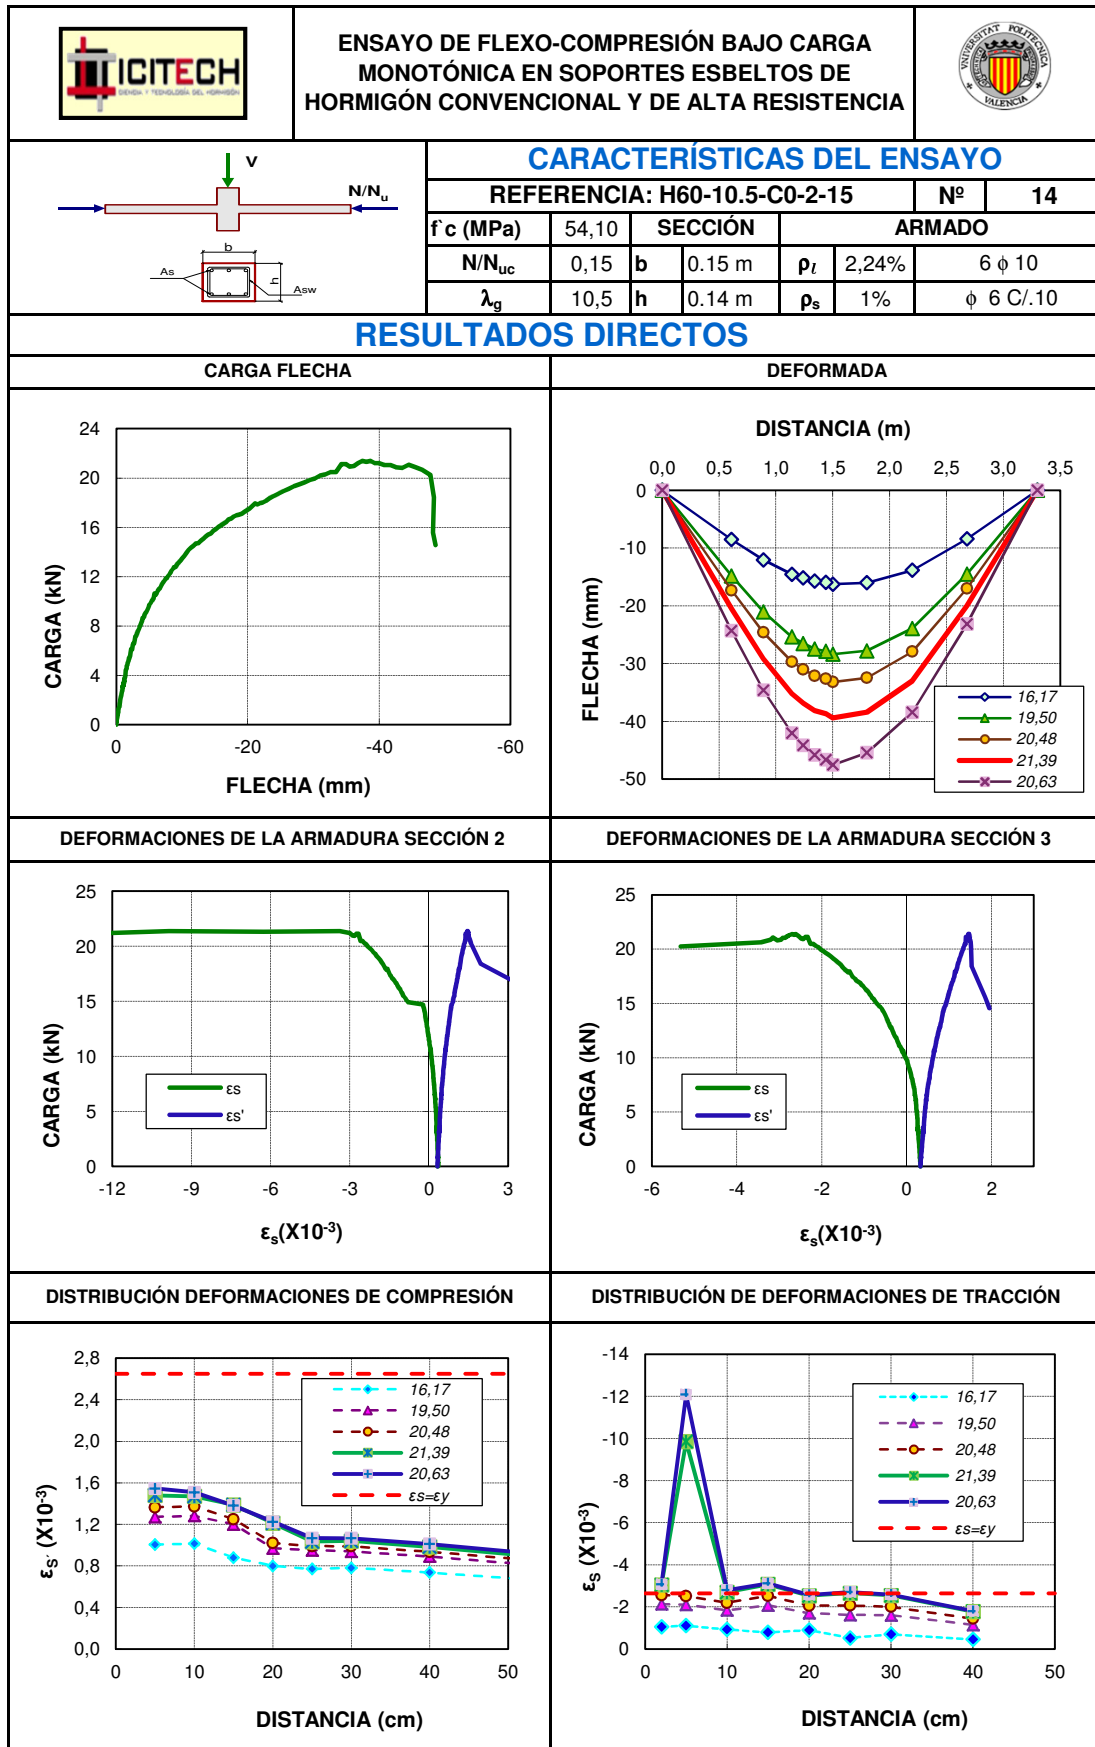 ICITECH
CIENCIA Y TECNOLOGÍA DEL HORMIGÓN
ENSAYO DE FLEXO-COMPRESIÓN BAJO CARGA
MONOTÓNICA EN SOPORTES ESBELTOS DE
HORMIGÓN CONVENCIONAL Y DE ALTA RESISTENCIA
UNIVERSITAT POLITECNICA
VALENCIA
V
N/Nu
b
As
h
Asw
CARACTERÍSTICAS DEL ENSAYO
REFERENCIA: H60-10.5-C0-2-15 Nº 14
f`c (MPa) 54,10 SECCIÓN ARMADO
N/Nuc 0,15 b 0.15 m ρl 2,24% 6 ϕ 10
λg 10,5 h 0.14 m ρs 1% ϕ 6 C/.10
RESULTADOS DIRECTOS
CARGA FLECHA
24
20
16
12
8
4
0
0 -20 -40 -60
CARGA (kN)
FLECHA (mm)
DEFORMADA
DISTANCIA (m)
0,0 0,5 1,0 1,5 2,0 2,5 3,0 3,5
0
-10
-20
-30
-40
-50
FLECHA (mm)
16,17
19,50
20,48
21,39
20,63
DEFORMACIONES DE LA ARMADURA SECCIÓN 2
25
20
15
10
5
0
-12 -9 -6 -3 0 3
CARGA (kN)
εs
εs'
εs(X10-3)
DEFORMACIONES DE LA ARMADURA SECCIÓN 3
25
20
15
10
5
0
-6 -4 -2 0 2
CARGA (kN)
εs
εs'
εs(X10-3)
DISTRIBUCIÓN DEFORMACIONES DE COMPRESIÓN
2,8
2,4
2,0
1,6
1,2
0,8
0,4
0,0
0 10 20 30 40 50
εs' (X10-3)
16,17
19,50
20,48
21,39
20,63
εs=εy
DISTANCIA (cm)
DISTRIBUCIÓN DE DEFORMACIONES DE TRACCIÓN
-14
-12
-10
-8
-6
-4
-2
0
0 10 20 30 40 50
εs (X10-3)
16,17
19,50
20,48
21,39
20,63
εs=εy
DISTANCIA (cm)